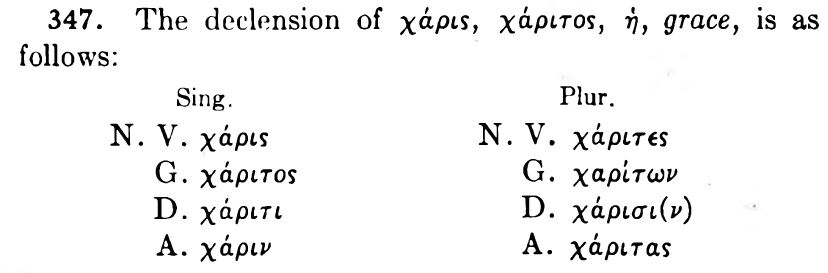 347. The declension of χάρις, χάριτος, ἡ, grace, is as
follows:
Sing. Plur.
N. V. χάρις N. V. χάριτες
G. χάριτος G. χαρίτων
D. χάριτι D. χάρισι(ν)
A. χάριν A. χάριτας